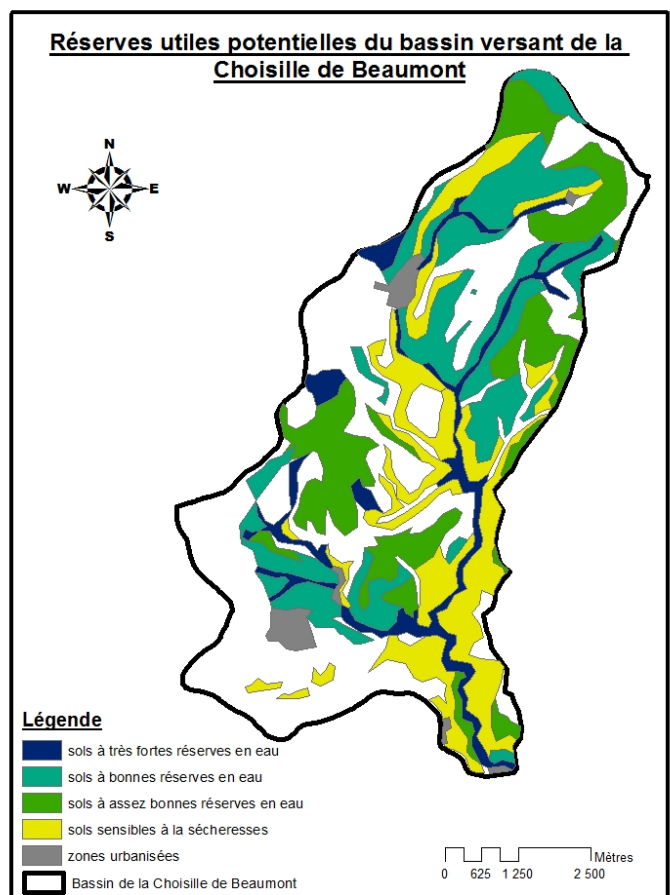 Réserves utiles potentielles du bassin versant de la
Choisille de Beaumont
N
W E
S
Légende
sols à très fortes réserves en eau
sols à bonnes réserves en eau
sols à assez bonnes réserves en eau
sols sensibles à la sécheresses
zones urbanisées
Bassin de la Choisille de Beaumont
Mètres
0 625 1 250 2 500